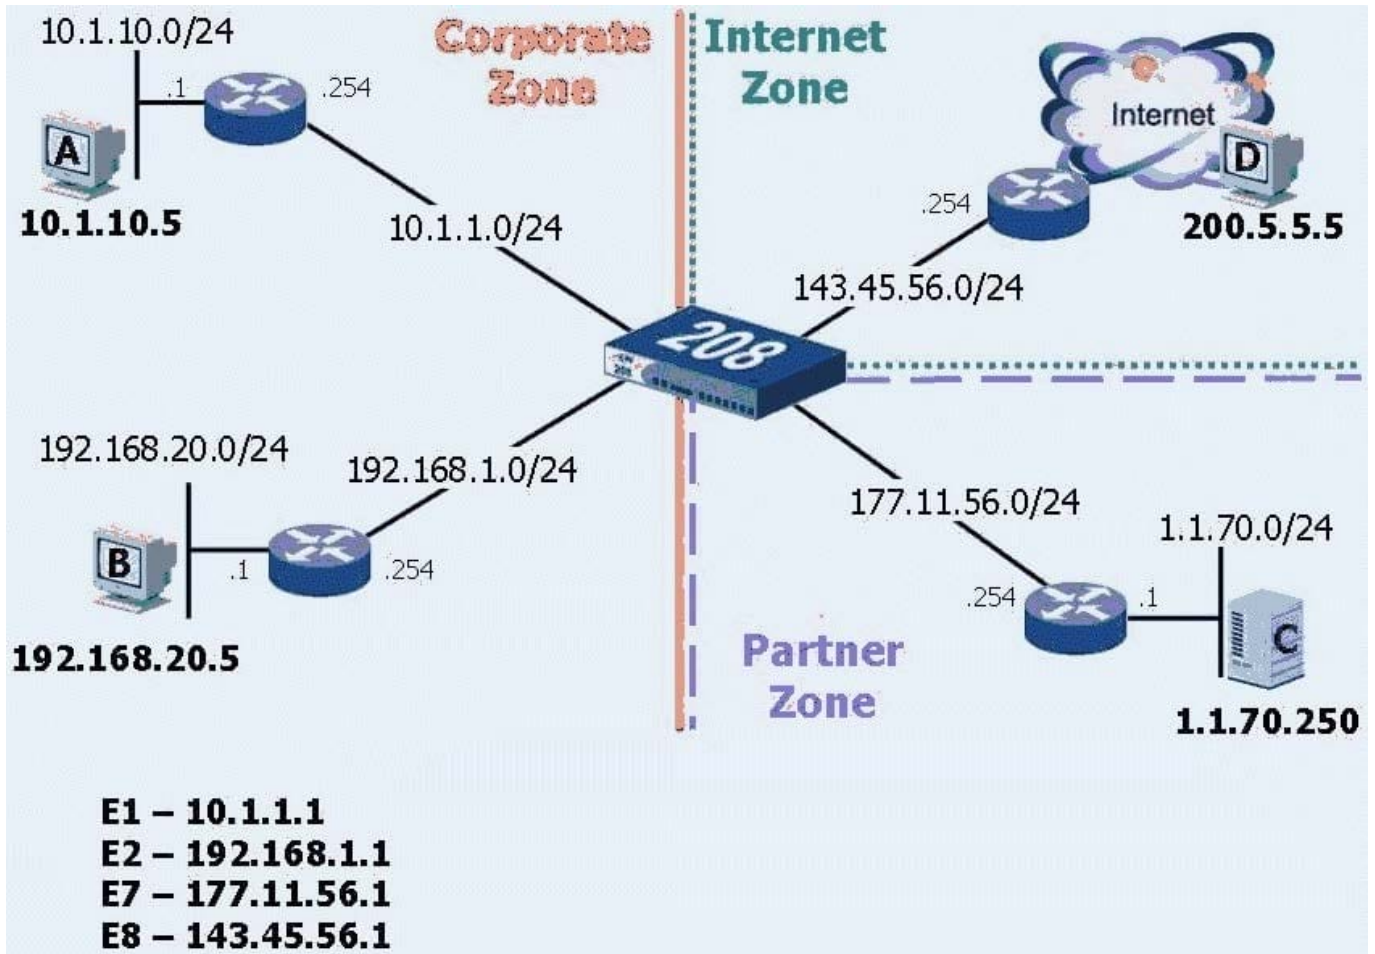 10.1.10.0/24
Corporate
Zone
Internet
Zone
.1
.254
A
10.1.10.5
Internet
D
.254
200.5.5.5
10.1.1.0/24
143.45.56.0/24
208
208
192.168.20.0/24
192.168.1.0/24
177.11.56.0/24
1.1.70.0/24
B
.1
.254
.254
.1
C
192.168.20.5
Partner
Zone
1.1.70.250
E1 – 10.1.1.1
E2 – 192.168.1.1
E7 – 177.11.56.1
E8 – 143.45.56.1